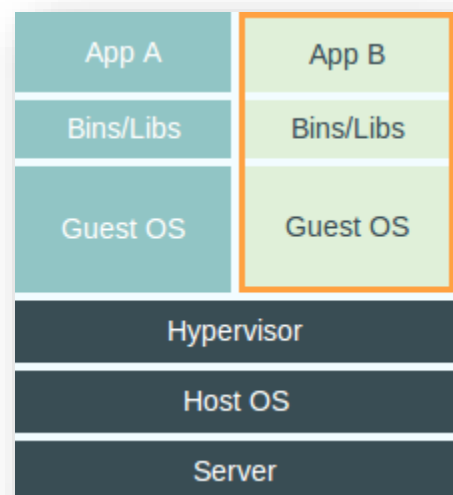 App A
App B
Bins/Libs
Bins/Libs
Guest OS
Guest OS
Hypervisor
Host OS
Server